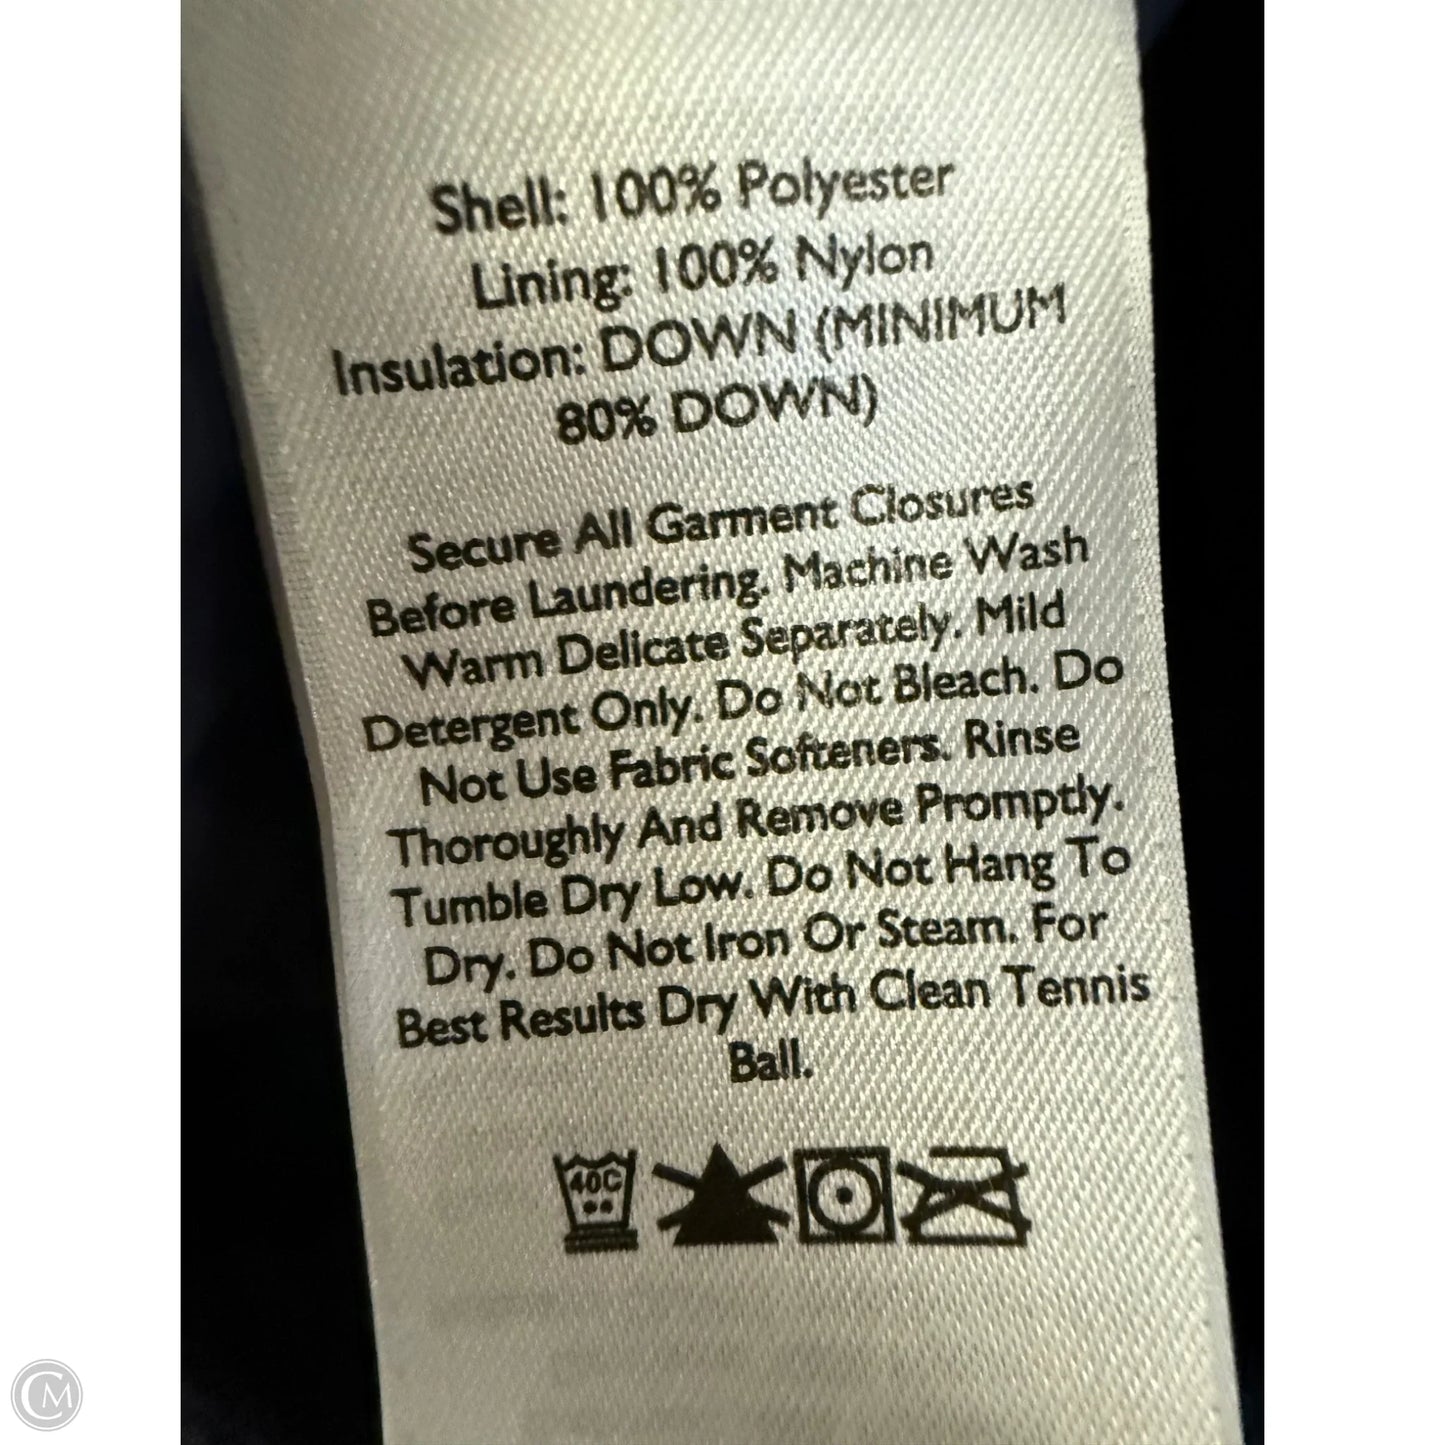 Shell: 100% Polyester
Lining: 100% Nylon
Insulation: DOWN (MINIMUM
80% DOWN)
Secure All Garment Closures
Before Laundering. Machine Wash
Warm Delicate Separately. Mild
Detergent Only. Do Not Bleach. Do
Not Use Fabric Softeners. Rinse
Thoroughly And Remove Promptly.
Tumble Dry Low. Do Not Hang To
Dry. Do Not Iron Or Steam. For
Best Results Dry With Clean Tennis
Ball.
40C
CM